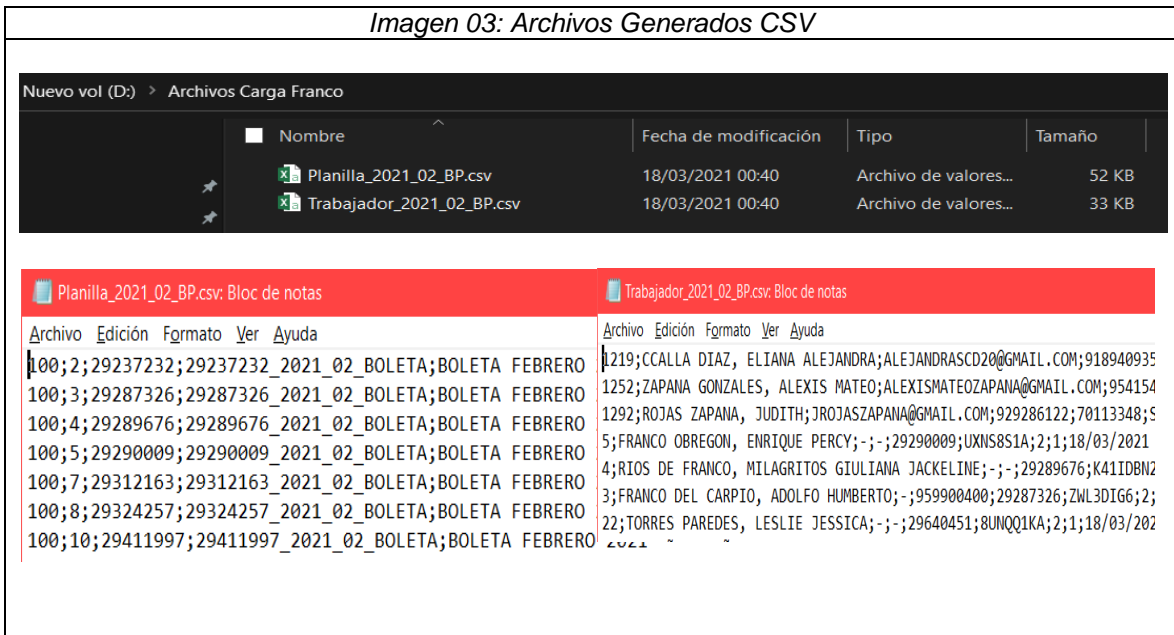 Imagen 03: Archivos Generados CSV
Nuevo vol (D:) > Archivos Carga Franco
Nombre Fecha de modificación Tipo Tamaño
Planilla_2021_02_BP.csv 18/03/2021 00:40 Archivo de valores... 52 KB
Trabajador_2021_02_BP.csv 18/03/2021 00:40 Archivo de valores... 33 KB
Planilla_2021_02_BP.csv: Bloc de notas
Archivo Edición Formato Ver Ayuda
100;2;29237232;29237232_2021_02_BOLETA;BOLETA FEBRERO
100;3;29287326;29287326_2021_02_BOLETA;BOLETA FEBRERO
100;4;29289676;29289676_2021_02_BOLETA;BOLETA FEBRERO
100;5;29290009;29290009_2021_02_BOLETA;BOLETA FEBRERO
100;7;29312163;29312163_2021_02_BOLETA;BOLETA FEBRERO
100;8;29324257;29324257_2021_02_BOLETA;BOLETA FEBRERO
100;10;29411997;29411997_2021_02_BOLETA;BOLETA FEBRERO
Trabajador_2021_02_BP.csv: Bloc de notas
Archivo Edición Formato Ver Ayuda
1219;CCALLA DIAZ, ELIANA ALEJANDRA;ALEJANDRASCD20@GMAIL.COM;918940935
1252;ZAPANA GONZALES, ALEXIS MATEO;ALEXISMATEOZAPANA@GMAIL.COM;954154
1292;ROJAS ZAPANA, JUDITH;JROJASZAPANA@GMAIL.COM;929286122;70113348;S
5;FRANCO OBREGON, ENRIQUE PERCY;-;-;29290009;UXNS8S1A;2;1;18/03/2021
4;RIOS DE FRANCO, MILAGRITOS GIULIANA JACKELINE;-;-;29289676;K41IDBN2
3;FRANCO DEL CARPIO, ADOLFO HUMBERTO;-;959900400;29287326;ZWL3DIG6;2;
22;TORRES PAREDES, LESLIE JESSICA;-;-;29640451;8UNQQ1KA;2;1;18/03/202